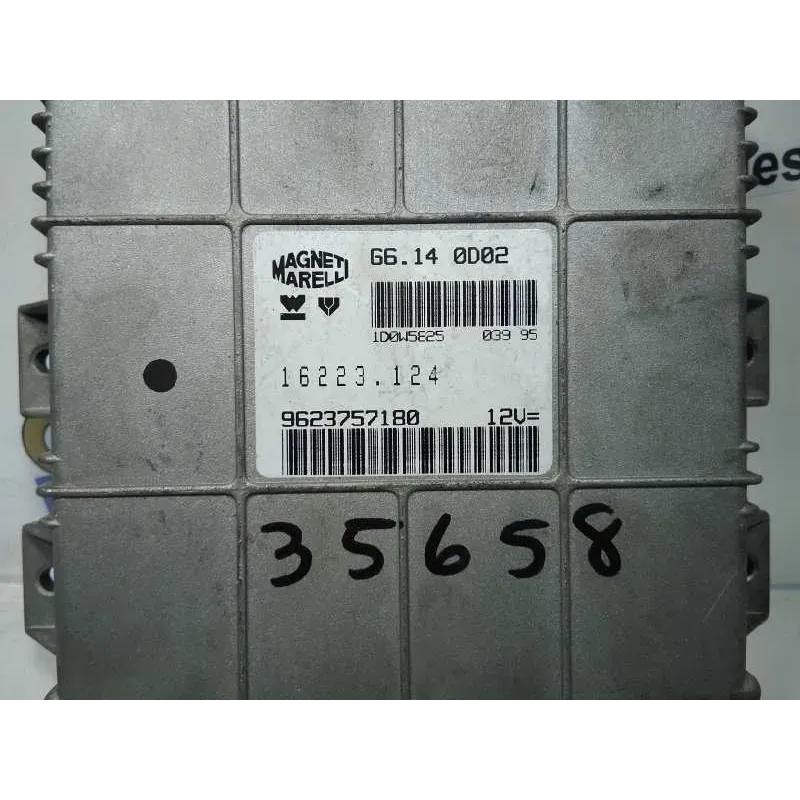 MAGNETI
MARELLI
G6.14 0D02
1D0W5E25 039 95
16223.124
9623757180 12V=
35658